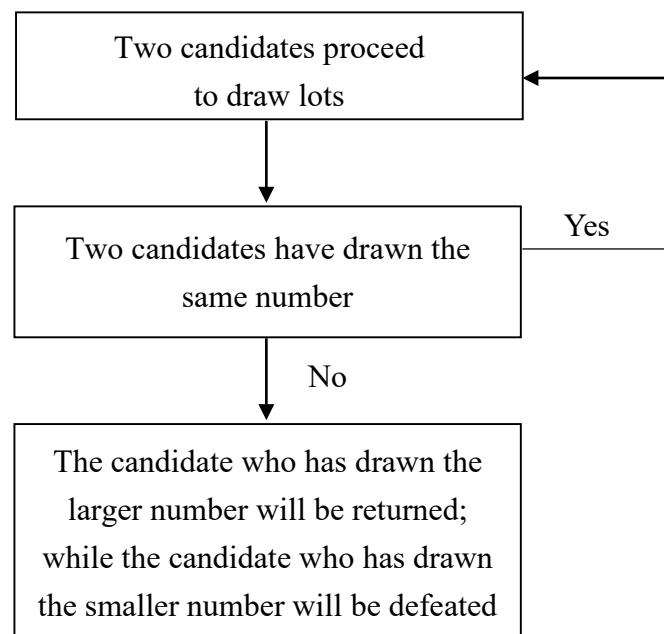 Two candidates proceed
to draw lots
Yes
Two candidates have drawn the
same number
No
The candidate who has drawn the
larger number will be returned;
while the candidate who has drawn
the smaller number will be defeated